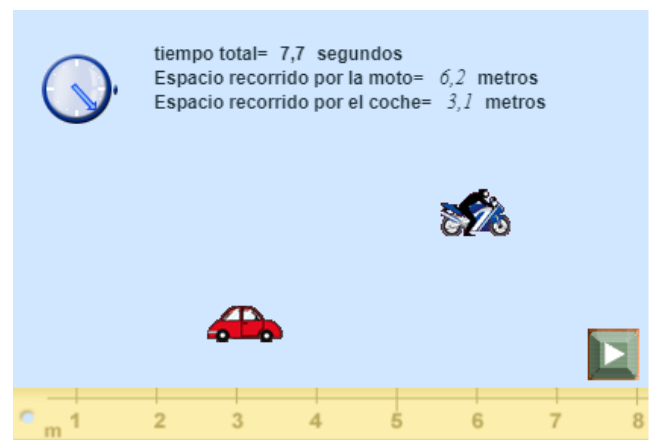 tiempo total= 7,7 segundos
Espacio recorrido por la moto= 6,2 metros
Espacio recorrido por el coche= 3,1 metros
m 1 2 3 4 5 6 7 8